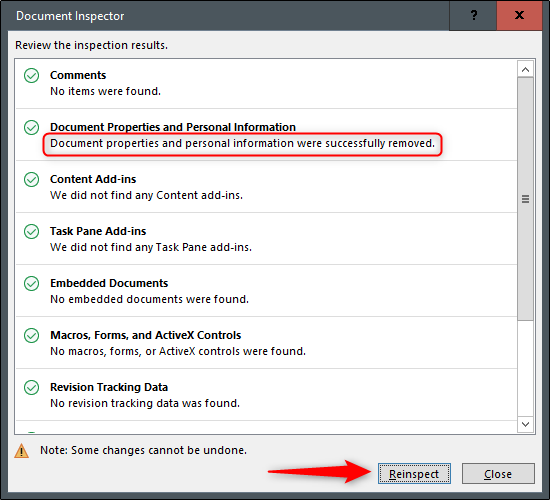 Document Inspector
?
X
Review the inspection results.
Comments
No items were found.
Document Properties and Personal Information
Document properties and personal information were successfully removed.
Content Add-ins
We did not find any Content add-ins.
Task Pane Add-ins
We did not find any Task Pane add-ins.
Embedded Documents
No embedded documents were found.
Macros, Forms, and ActiveX Controls
No macros, forms, or ActiveX controls were found.
Revision Tracking Data
No revision tracking data was found.
Note: Some changes cannot be undone.
Reinspect
Close